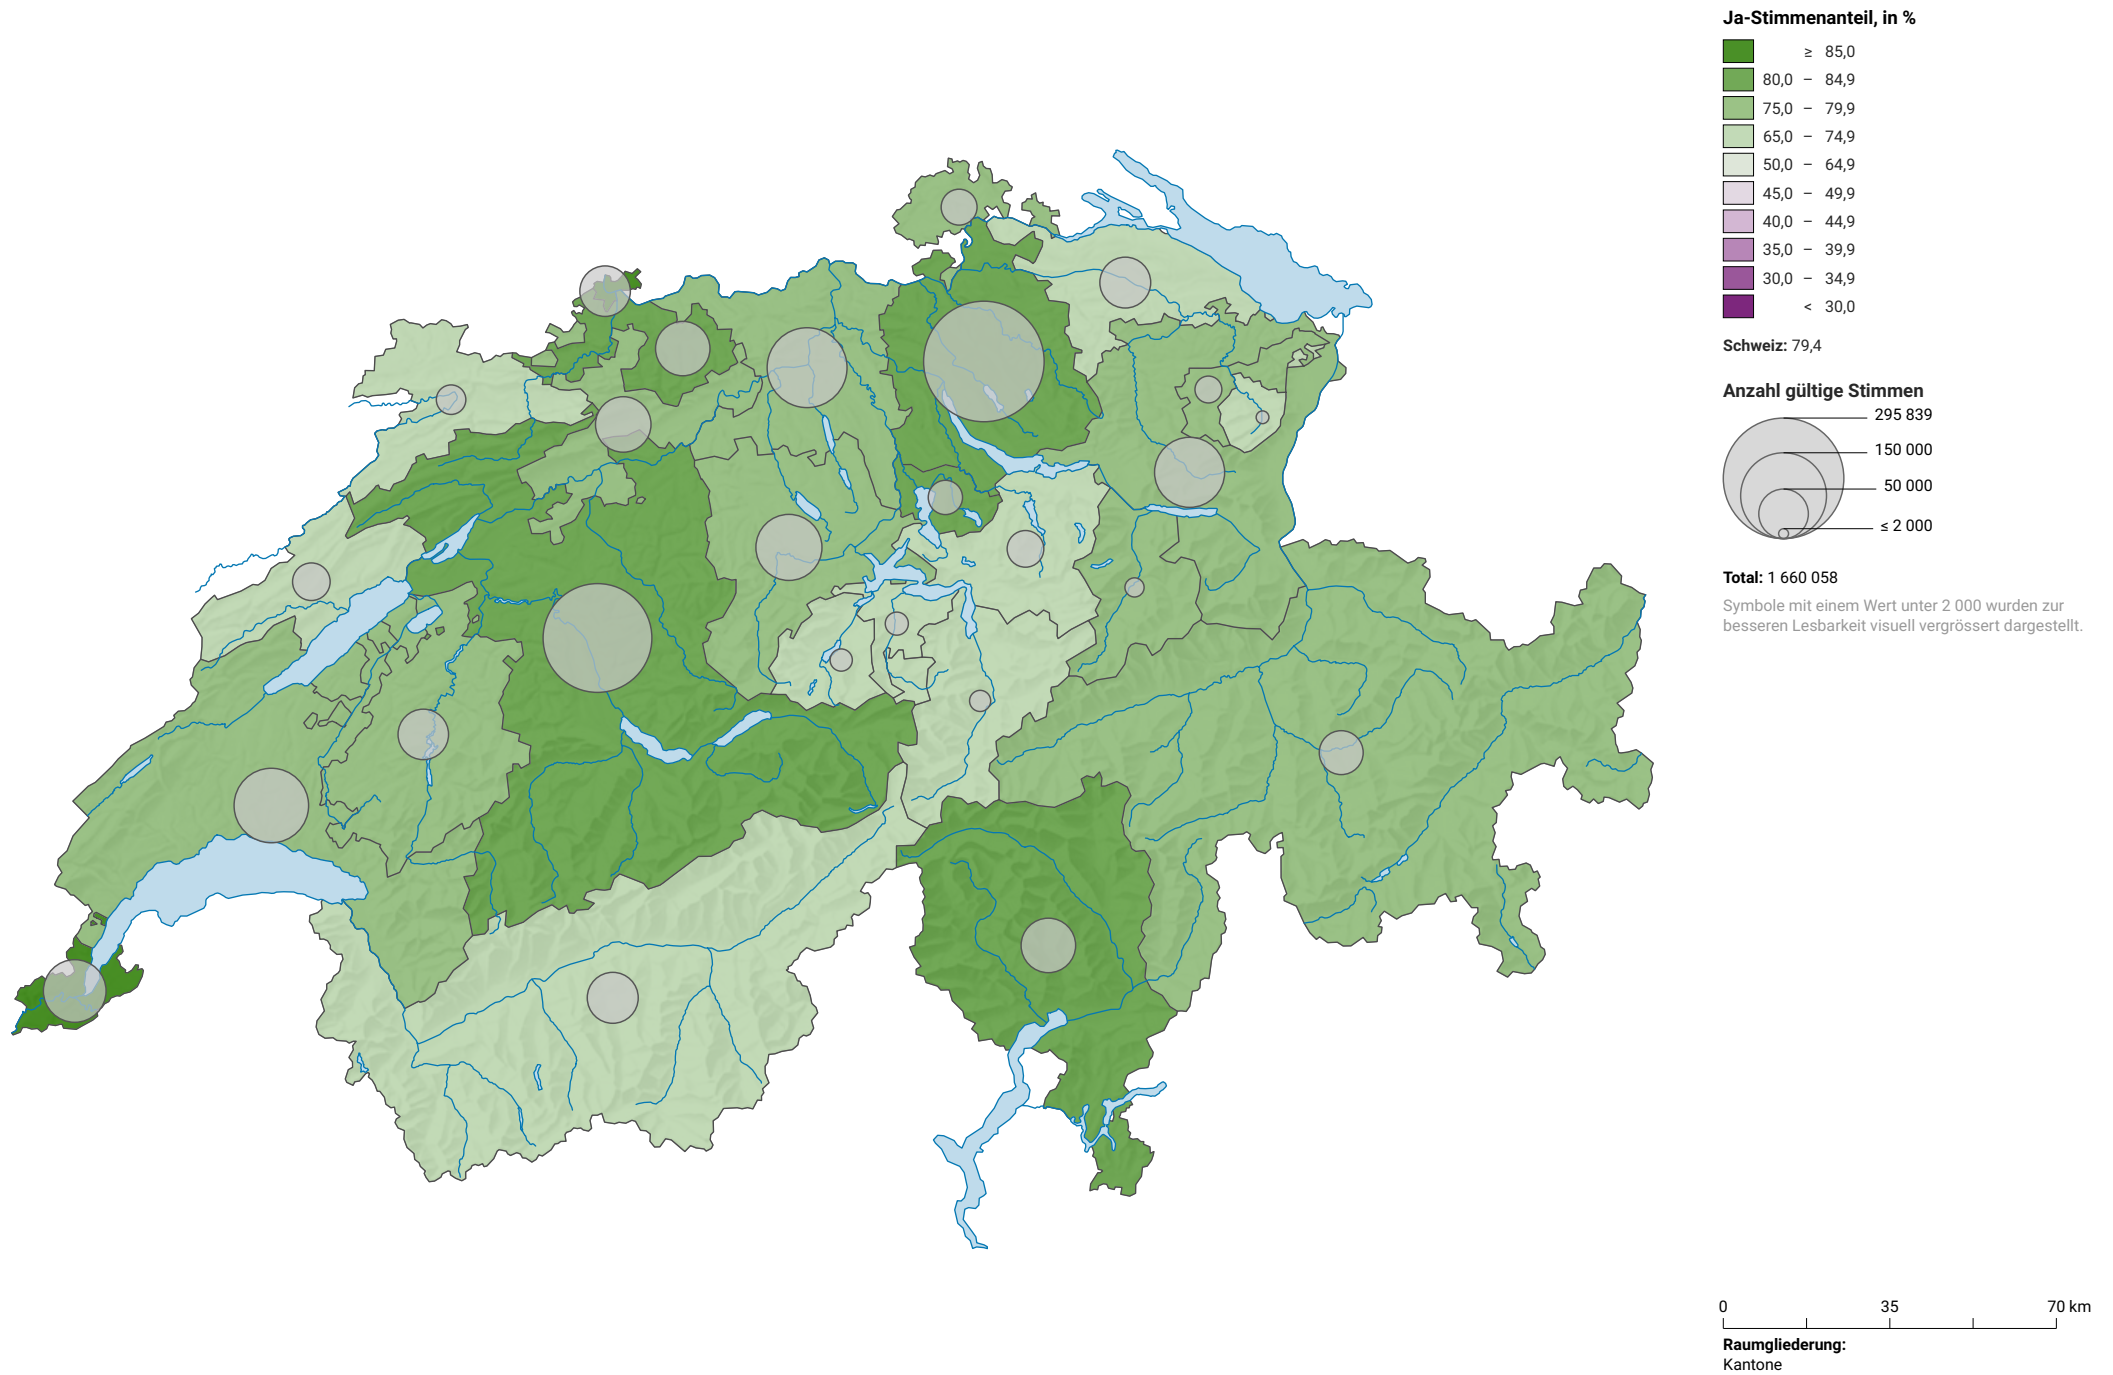 Ja-Stimmenanteil, in %
≥ 85,0
80,0 – 84,9
75,0 – 79,9
65,0 – 74,9
50,0 – 64,9
45,0 – 49,9
40,0 – 44,9
35,0 – 39,9
30,0 – 34,9
< 30,0
Schweiz: 79,4
Anzahl gültige Stimmen
295 839
150 000
50 000
≤ 2 000
Total: 1 660 058
Symbole mit einem Wert unter 2 000 wurden zur
besseren Lesbarkeit visuell vergrössert dargestellt.
0 35 70 km
Raumgliederung:
Kantone